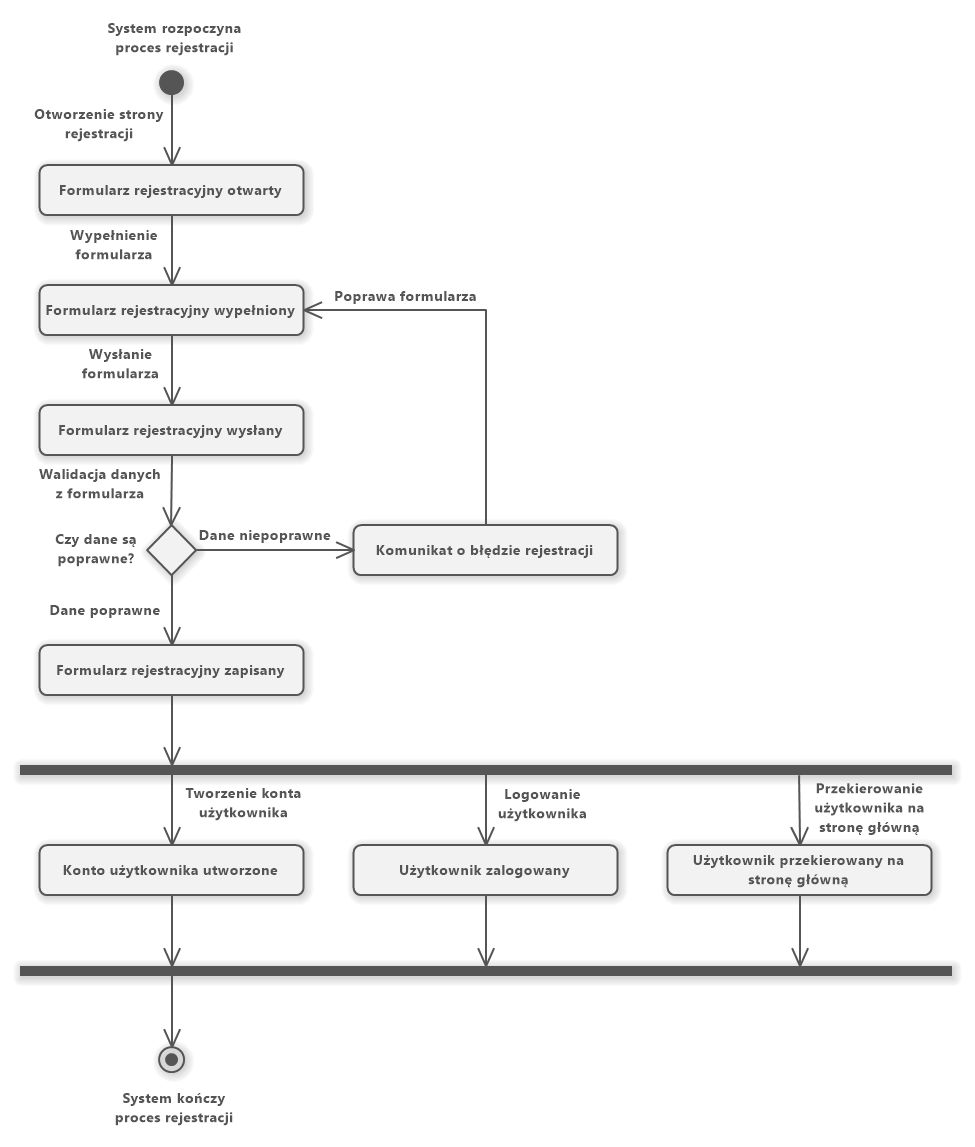 System rozpoczyna
proces rejestracji
Otworzenie strony
rejestracji
Formularz rejestracyjny otwarty
Wypełnienie
formularza
Formularz rejestracyjny wypełniony
Poprawa formularza
Wysłanie
formularza
Formularz rejestracyjny wysłany
Walidacja danych
z formularza
Czy dane są
poprawne?
Dane niepoprawne
Komunikat o błędzie rejestracji
Dane poprawne
Formularz rejestracyjny zapisany
Tworzenie konta
użytkownika
Logowanie
użytkownika
Przekierowanie
użytkownika na
stronę główną
Konto użytkownika utworzone
Użytkownik zalogowany
Użytkownik przekierowany na
stronę główną
System kończy
proces rejestracji